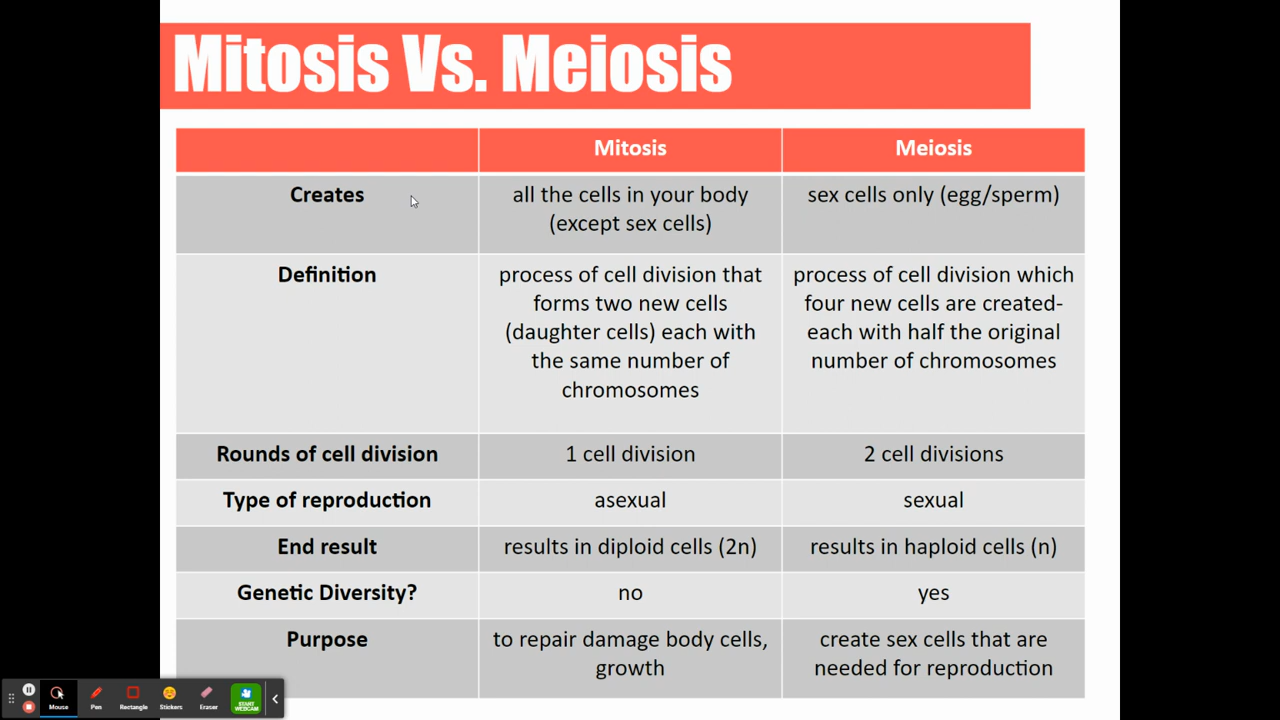 Mitosis Vs. Meiosis
Mitosis
Meiosis
Creates
all the cells in your body
(except sex cells)
sex cells only (egg/sperm)
Definition
process of cell division that
forms two new cells
(daughter cells) each with
the same number of
chromosomes
process of cell division which
four new cells are created-
each with half the original
number of chromosomes
Rounds of cell division
1 cell division
2 cell divisions
Type of reproduction
asexual
sexual
End result
results in diploid cells (2n)
results in haploid cells (n)
Genetic Diversity?
no
yes
Purpose
to repair damage body cells,
growth
create sex cells that are
needed for reproduction
Mouse
Pen
Rectangle
Stickers
Eraser
START
WEBCAM